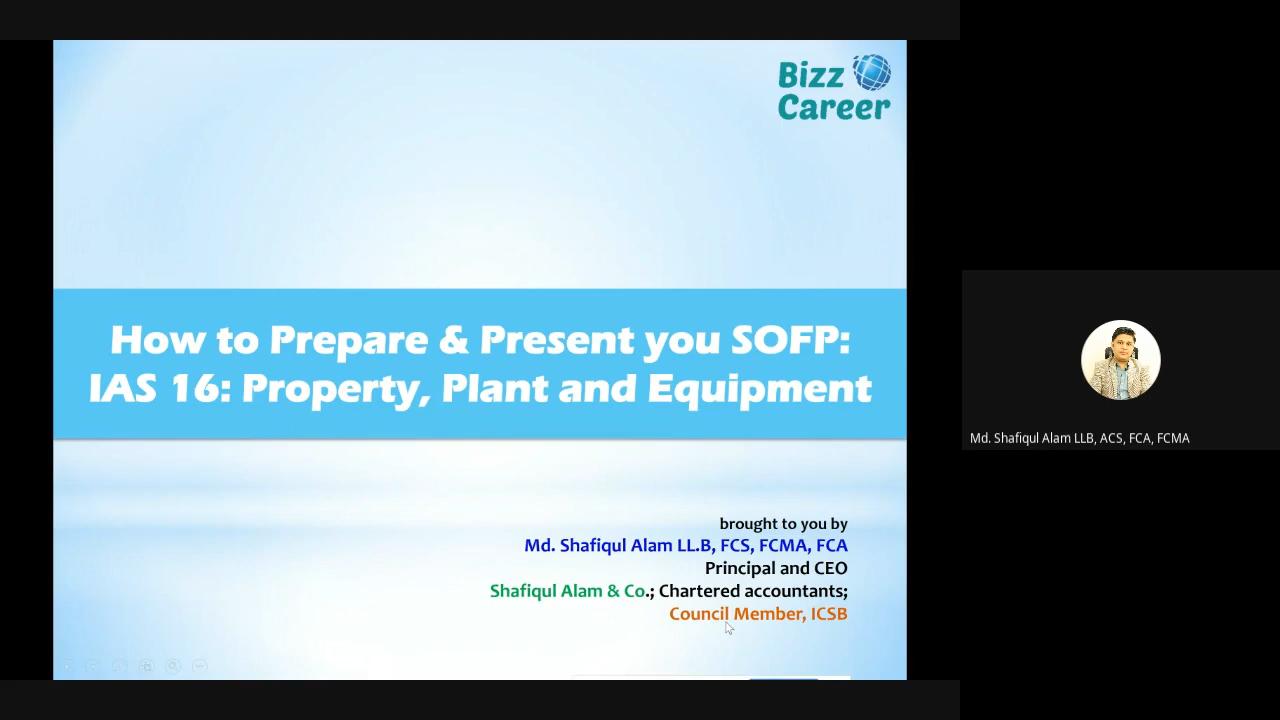 Bizz
Career
How to Prepare & Present you SOFP:
IAS 16: Property, Plant and Equipment
brought to you by
Md. Shafiqul Alam LL.B, FCS, FCMA, FCA
Principal and CEO
Shafiqul Alam & Co.; Chartered accountants;
Council Member, ICSB
Md. Shafiqul Alam LLB, ACS, FCA, FCMA